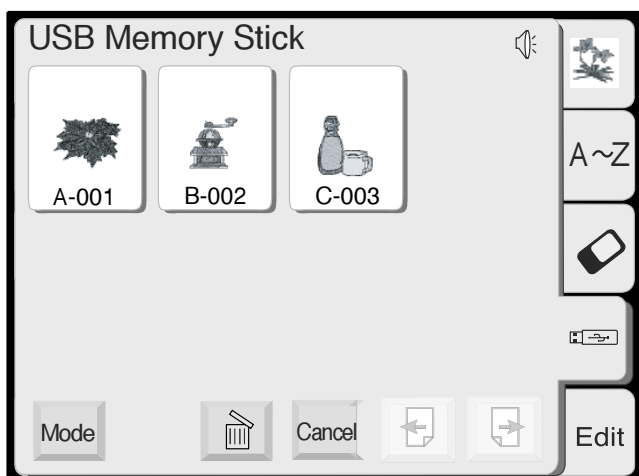 USB Memory Stick
A-001
B-002
C-003
A~Z
Mode
Cancel
Edit